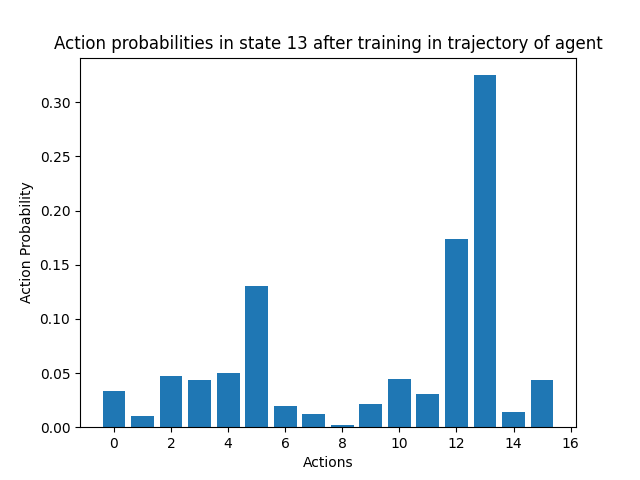 Action probabilities in state 13 after training in trajectory of agent
0.30
0.25
0.20
0.15
0.10
0.05
0.00
Action Probability
0 2 4 6 8 10 12 14 16
Actions